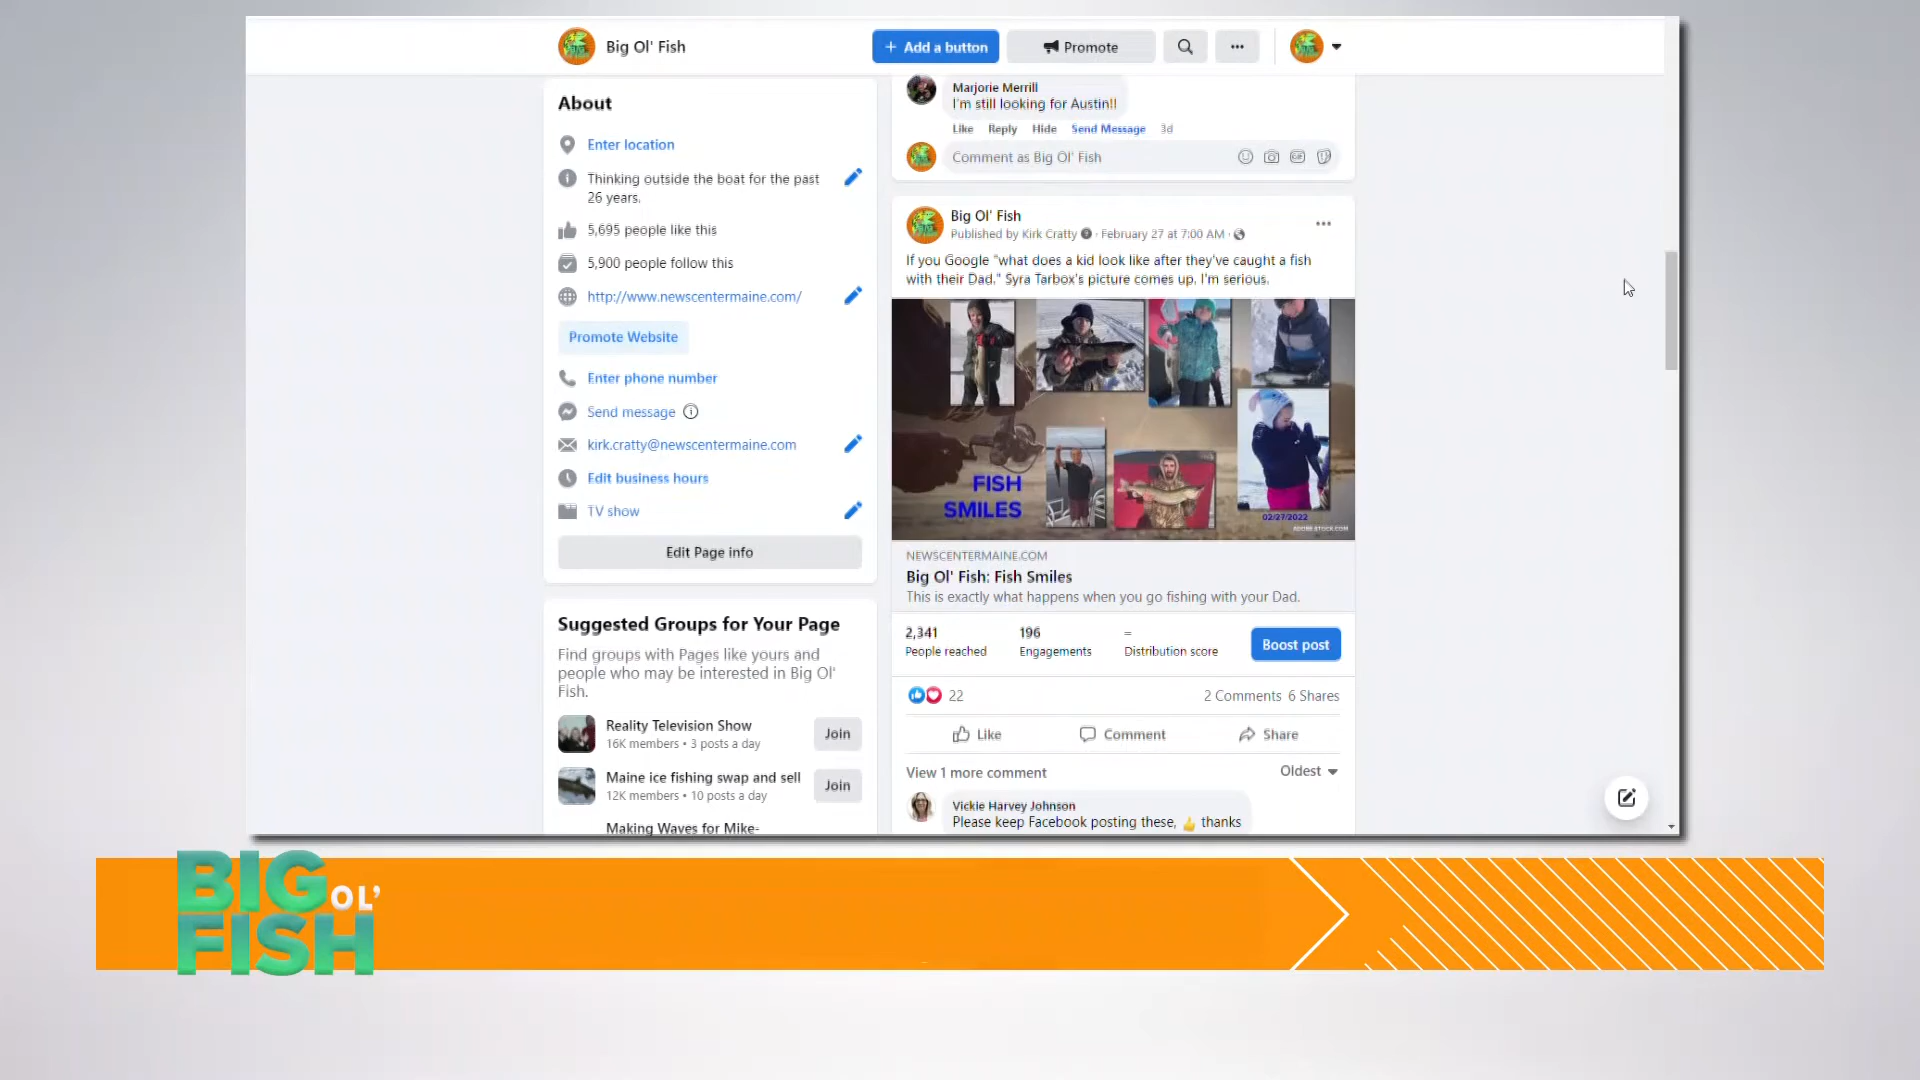 Big Ol' Fish
+ Add a button
Promote
About
Enter location
Thinking outside the boat for the past
26 years.
5,695 people like this
5,900 people follow this
http://www.newscentermaine.com/
Promote Website
Enter phone number
Send message
kirk.cratty@newscentermaine.com
Edit business hours
TV show
Edit Page info
Suggested Groups for Your Page
Find groups with Pages like yours and
people who may be interested in Big Ol'
Fish.
Reality Television Show
16K members • 3 posts a day
Join
Maine ice fishing swap and sell
12K members • 10 posts a day
Join
Making Waves for Mike-
Marjorie Merrill
I'm still looking for Austin!!
Like Reply Hide Send Message 3d
Comment as Big Ol' Fish
GIF
Big Ol' Fish
Published by Kirk Cratty · February 27 at 7:00 AM ·
If you Google "what does a kid look like after they've caught a fish
with their Dad," Syra Tarbox's picture comes up. I'm serious.
FISH
SMILES
02/27/2022
ADOBESTOCK.COM
NEWSCENTERMAINE.COM
Big Ol' Fish: Fish Smiles
This is exactly what happens when you go fishing with your Dad.
2,341 196 =
People reached Engagements Distribution score
Boost post
22
2 Comments 6 Shares
Like Comment Share
View 1 more comment
Oldest
Vickie Harvey Johnson
Please keep Facebook posting these, 👍 thanks
BIG OL'
FISH